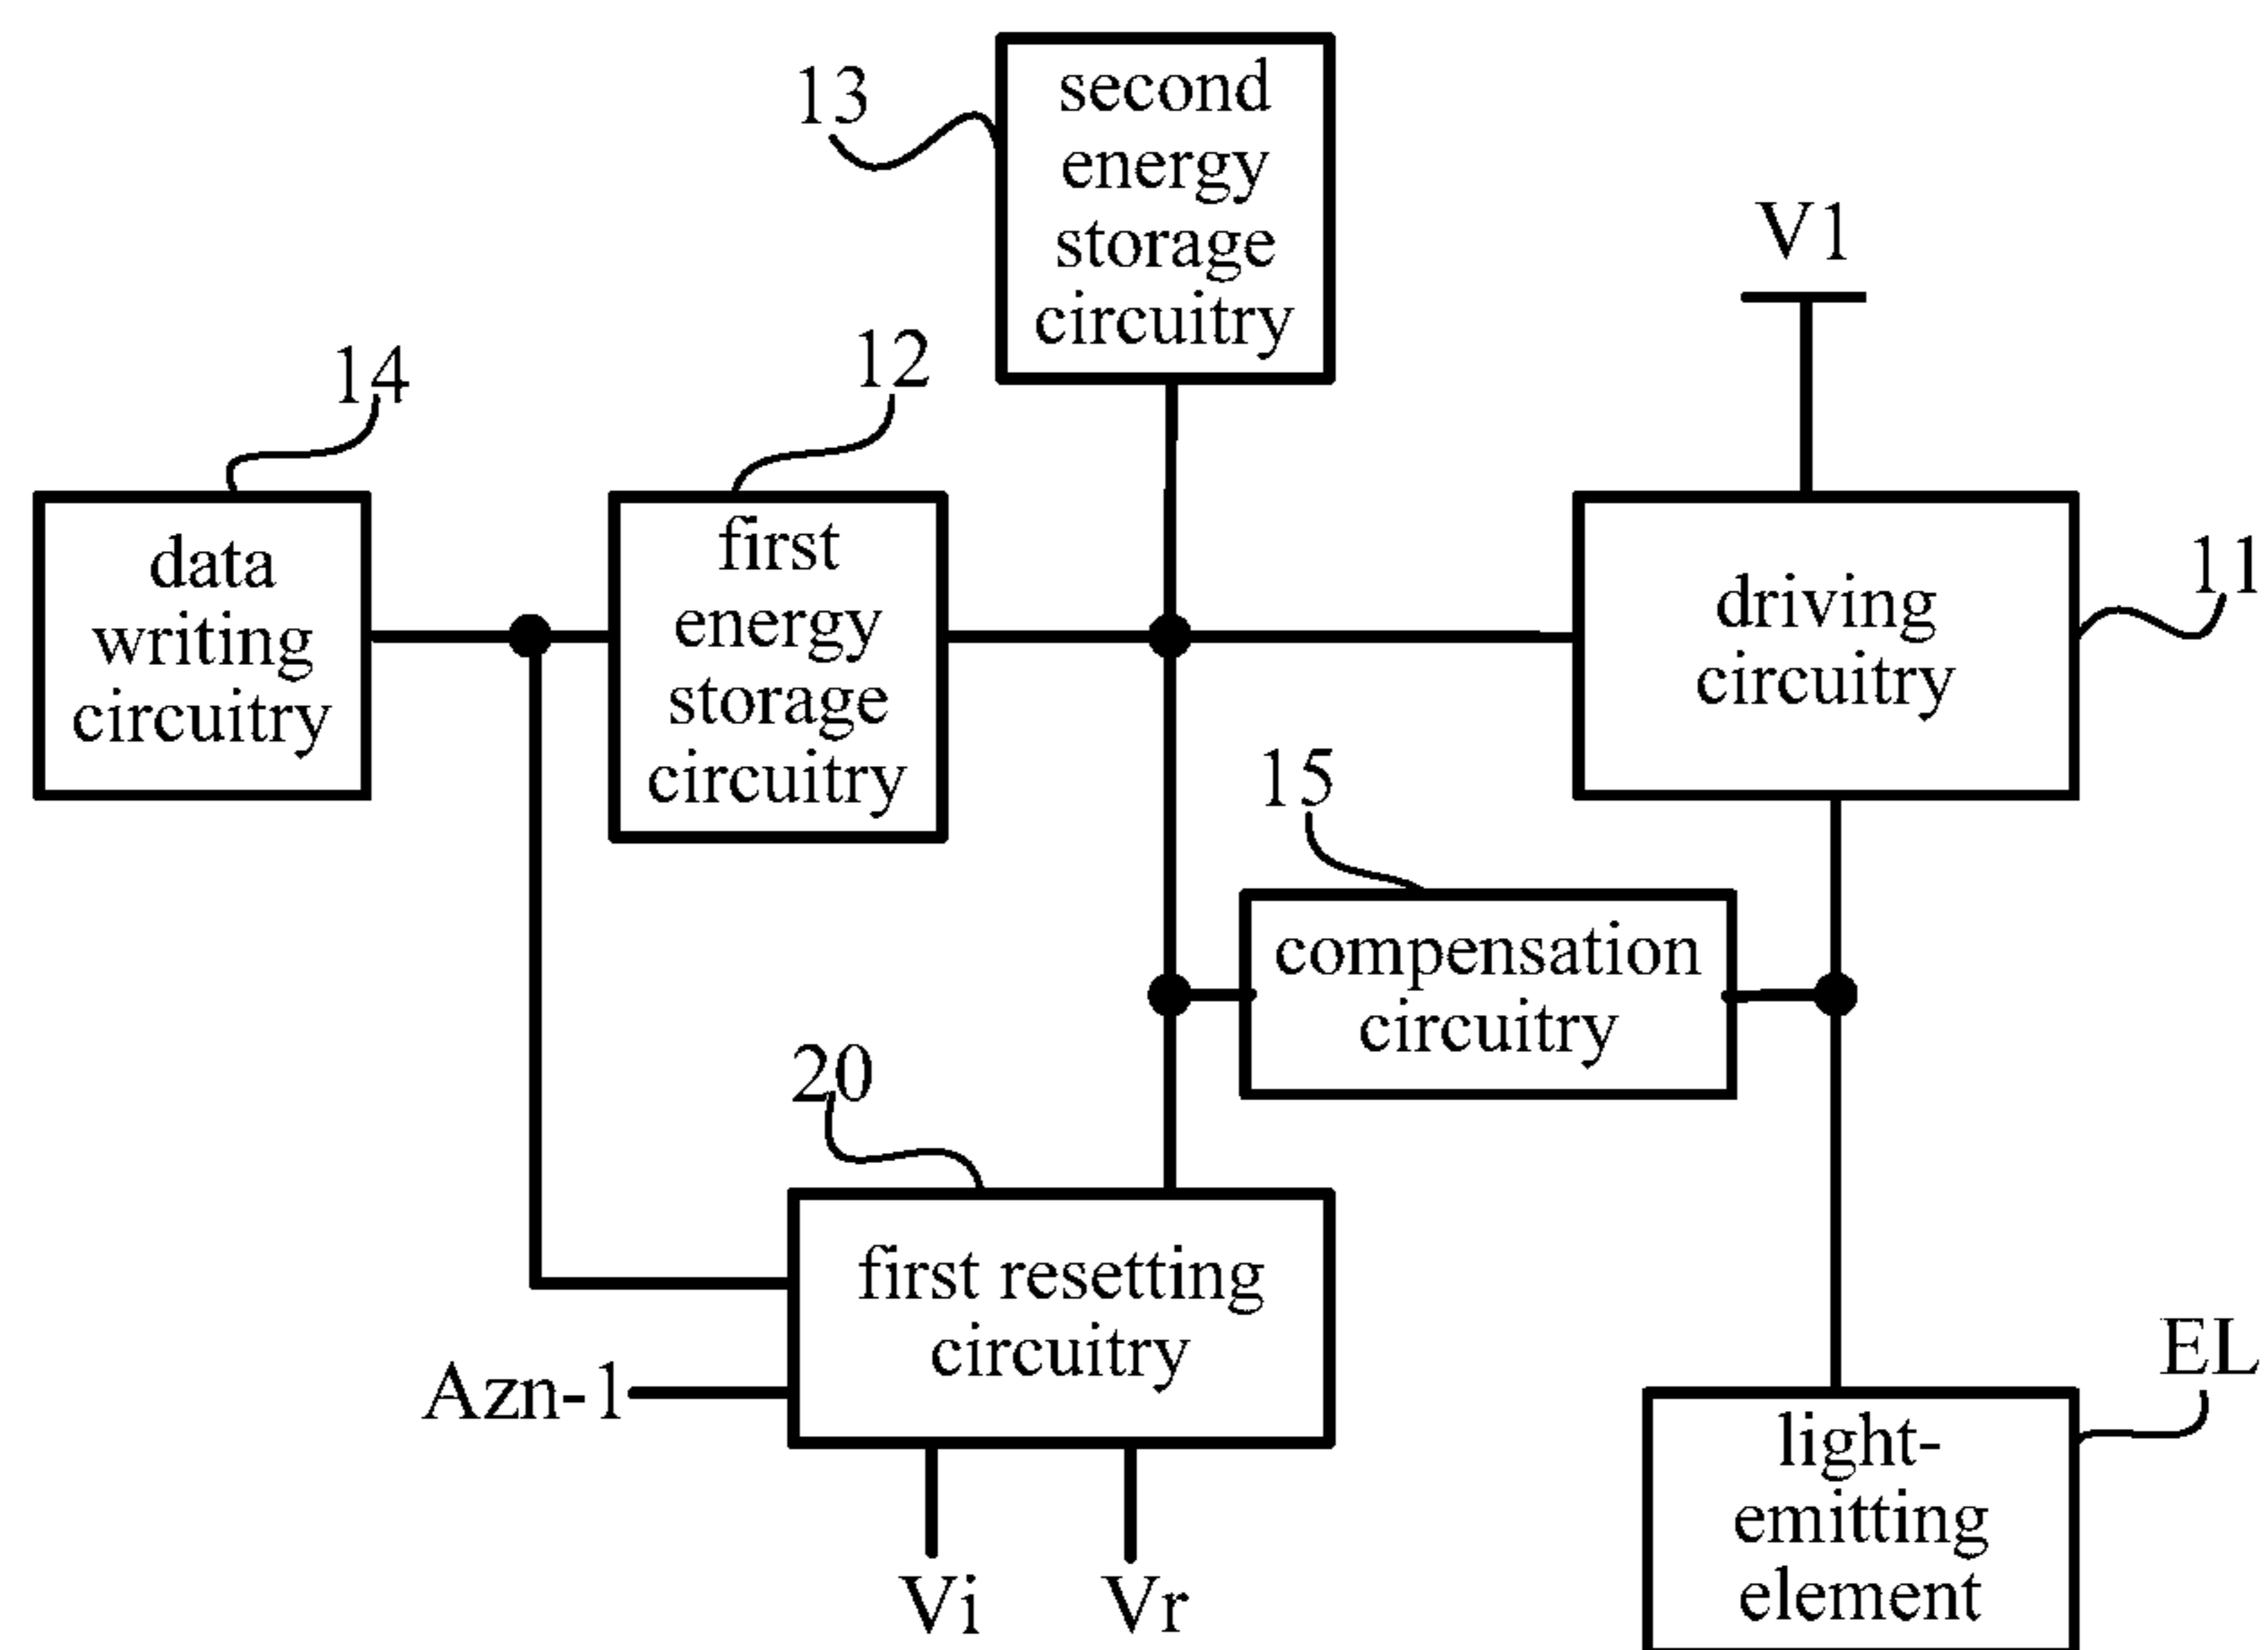 13
second
energy
storage
circuitry
V1
14
12
data
writing
circuitry
first
energy
storage
circuitry
driving
circuitry
11
15
compensation
circuitry
20
first resetting
circuitry
Azn-1
Vi
Vr
EL
light-
emitting
element